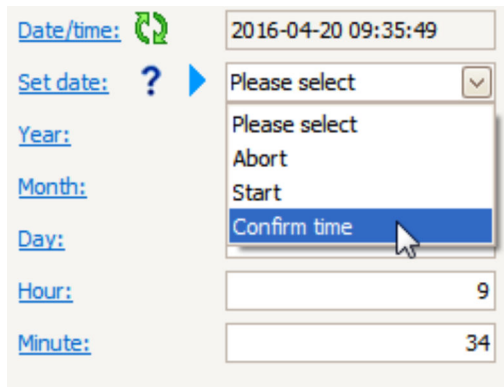 Date/time: 2016-04-20 09:35:49
Set date: ? Please select
Please select
Year:
Abort
Start
Month:
Confirm time
Day:
Hour: 9
Minute: 34